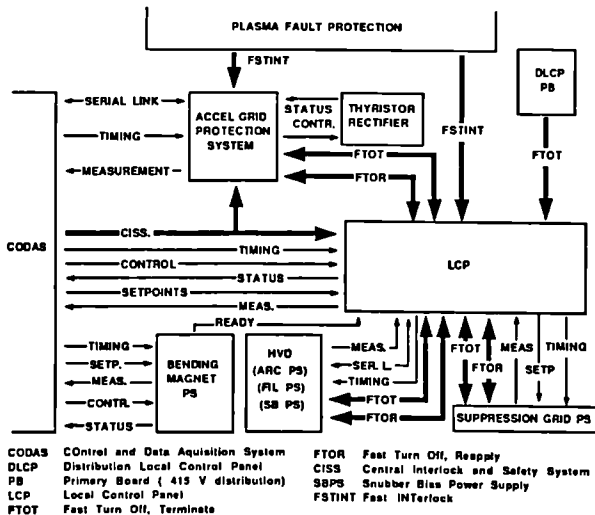 PLASMA FAULT PROTECTION
FSTINT
DLCP
PB
SERIAL LINK
ACCEL GRID
PROTECTION
SYSTEM
STATUS
CONTR.
THYRISTOR
RECTIFIER
FSTINT
TIMING
FTOT
FTOT
MEASUREMENT
FTOR
CODAS
CISS.
TIMING
LCP
CONTROL
STATUS
SETPOINTS
MEAS.
READY
TIMING
SETP.
MEAS.
CONTR.
STATUS
BENDING
MAGNET
PS
HVD
(ARC PS)
(FIL PS)
(SB PS)
MEAS.
SER. L.
TIMING
FTOT
FTOR
FTOT
FTOR
MEAS
SETP
TIMING
SUPPRESSION GRID PS
CODAS COntrol and Data Aquisition System
DLCP Distribution Local Control Panel
PB Primary Board ( 415 V distribution)
LCP Local Control Panel
FTOT Fast Turn Off, Terminate
FTOR Fast Turn Off, Reapply
CISS Central Interlock and Safety System
SBPS Snubber Bias Power Supply
FSTINT Fast INTerlock